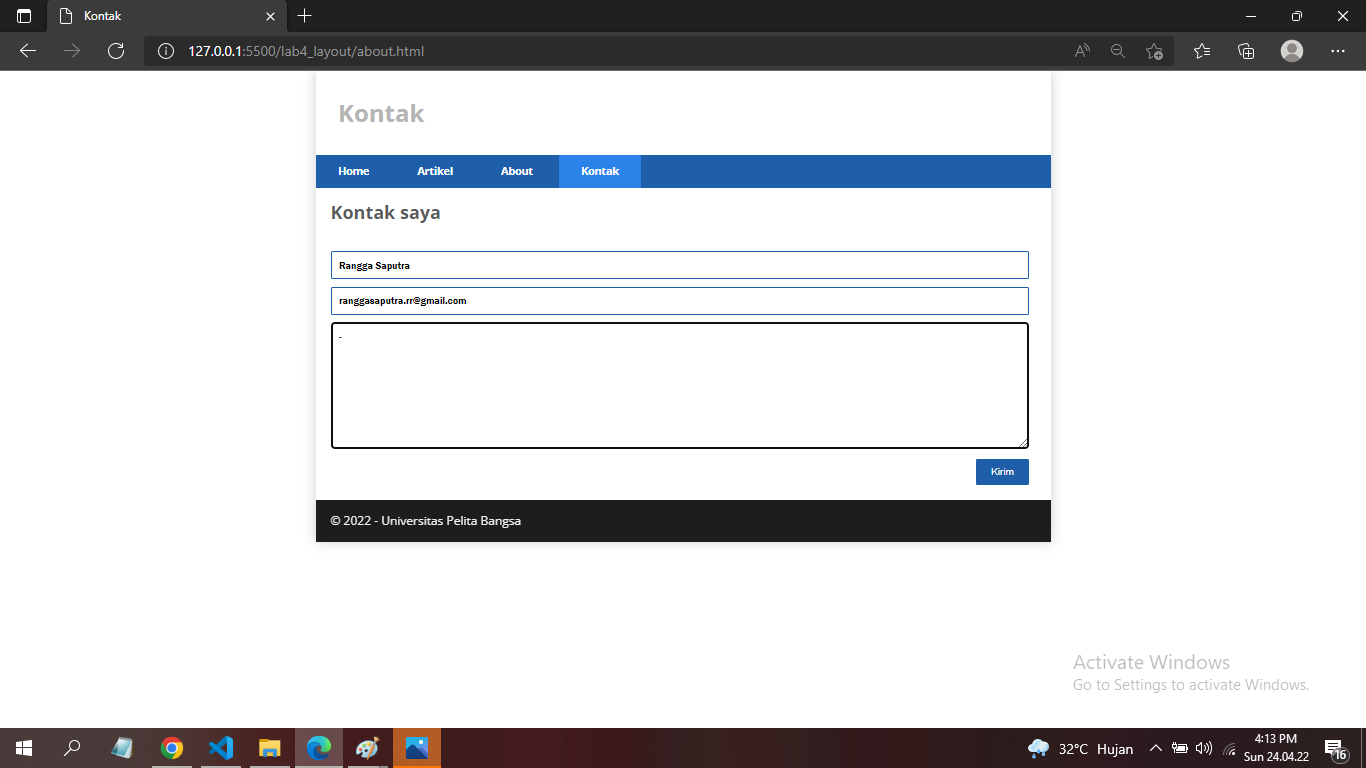 Kontak
127.0.0.1:5500/lab4_layout/about.html
Kontak
Home Artikel About Kontak
Kontak saya
Rangga Saputra
ranggasaputra.rr@gmail.com
-
Kirim
© 2022 - Universitas Pelita Bangsa
Activate Windows
Go to Settings to activate Windows.
32°C Hujan
4:13 PM
Sun 24.04.22
16